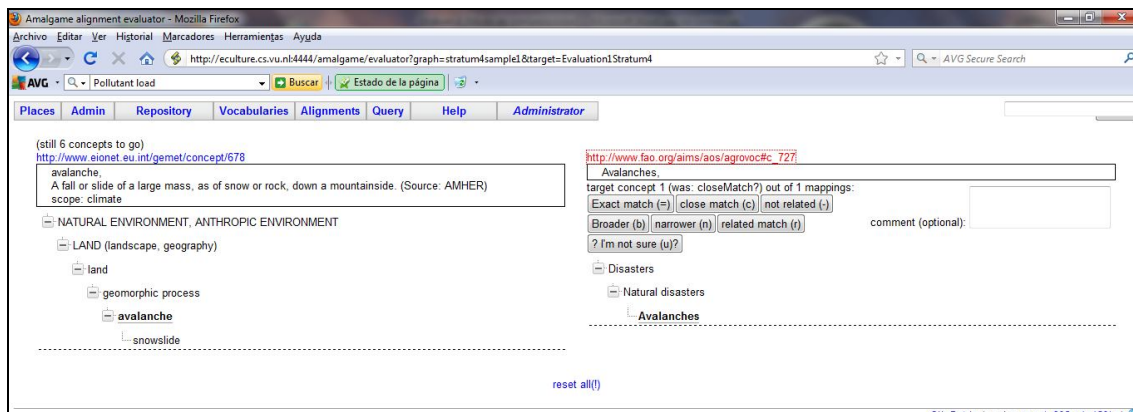 Amalgame alignment evaluator - Mozilla Firefox
Archivo Editar Ver Historial Marcadores Herramientas Ayuda
http://eculture.cs.vu.nl:4444/amalgame/evaluator?graph=stratum4sample1&target=Evaluation1Stratum4
AVG Secure Search
AVG Pollutant load Buscar Estado de la página
Places Admin Repository Vocabularies Alignments Query Help Administrator
(still 6 concepts to go)
http://www.eionet.eu.int/gemet/concept/678
avalanche,
A fall or slide of a large mass, as of snow or rock, down a mountainside. (Source: AMHER)
scope: climate
NATURAL ENVIRONMENT, ANTHROPIC ENVIRONMENT
LAND (landscape, geography)
land
geomorphic process
avalanche
snowslide
http://www.fao.org/aims/aos/agrovoc#c_727
Avalanches,
target concept 1 (was: closeMatch?) out of 1 mappings:
Exact match (=) close match (c) not related (-)
Broader (b) narrower (n) related match (r)
comment (optional):
? I'm not sure (u)?
Disasters
Natural disasters
Avalanches
reset all(!)